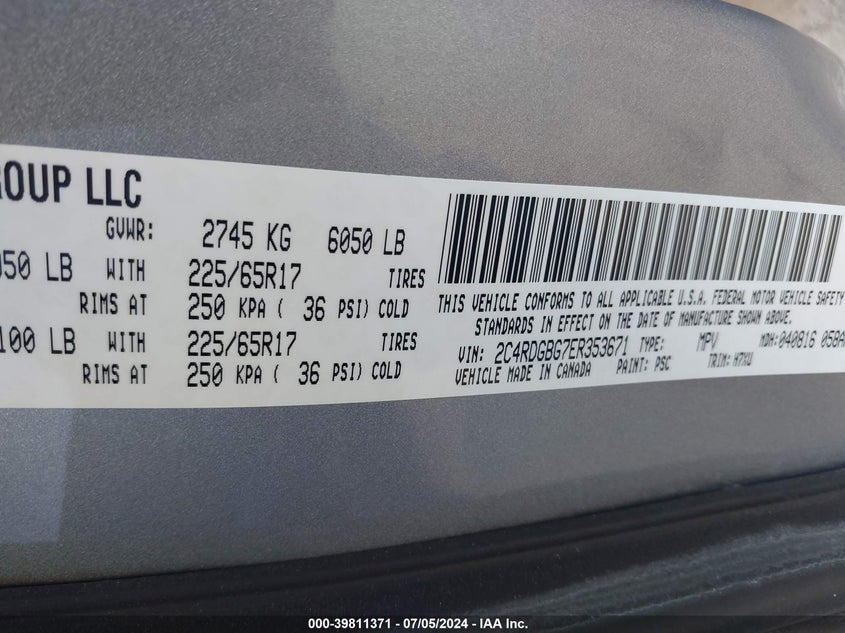 ROUP LLC
GVWR: 2745 KG 6050 LB
050 LB WITH 225/65R17 TIRES
RIMS AT 250 KPA ( 36 PSI) COLD
100 LB WITH 225/65R17 TIRES
RIMS AT 250 KPA ( 36 PSI) COLD
THIS VEHICLE CONFORMS TO ALL APPLICABLE U.S.A. FEDERAL MOTOR VEHICLE SAFETY
STANDARDS IN EFFECT ON THE DATE OF MANUFACTURE SHOWN ABOVE.
VIN: 2C4RDGBG7ER353671 TYPE: MPV MDH:040816 05BA
VEHICLE MADE IN CANADA PAINT: PSC TRIM: H7XU
000-39811371 / 07/05/2024 - IAA Inc.